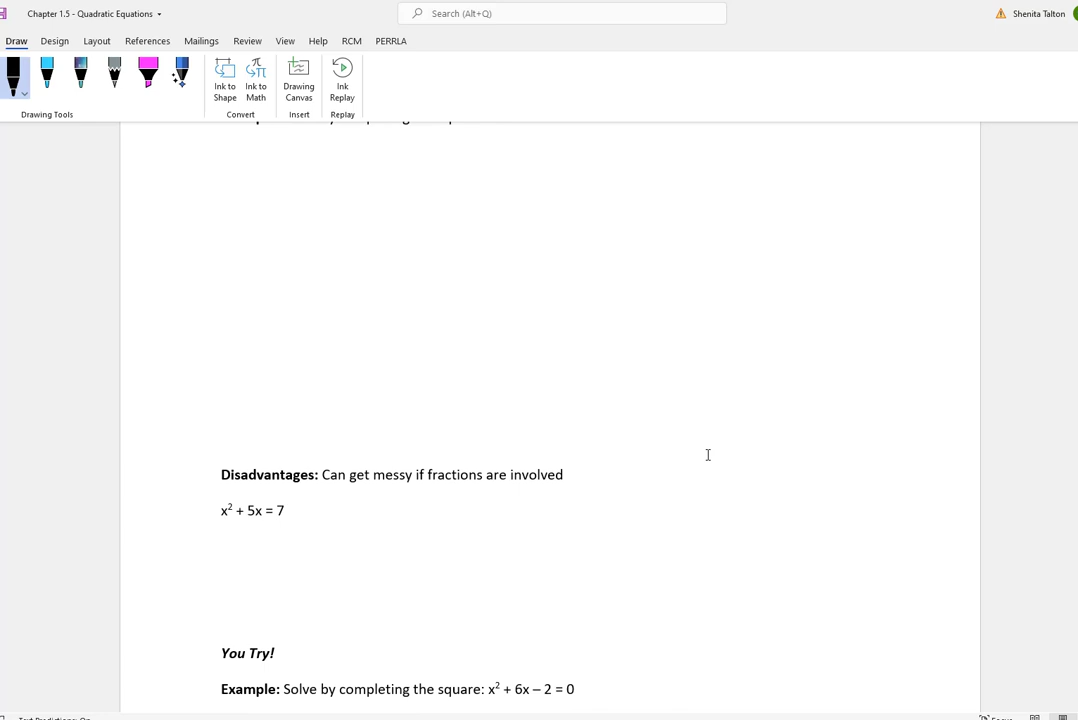 Chapter 1.5 - Quadratic Equations
Search (Alt+Q)
Shenita Talton
Draw Design Layout References Mailings Review View Help RCM PERRLA
Ink to Shape
Ink to Math
Drawing Canvas
Ink Replay
Drawing Tools
Convert
Insert
Replay
Disadvantages: Can get messy if fractions are involved
x² + 5x = 7
You Try!
Example: Solve by completing the square: x² + 6x – 2 = 0